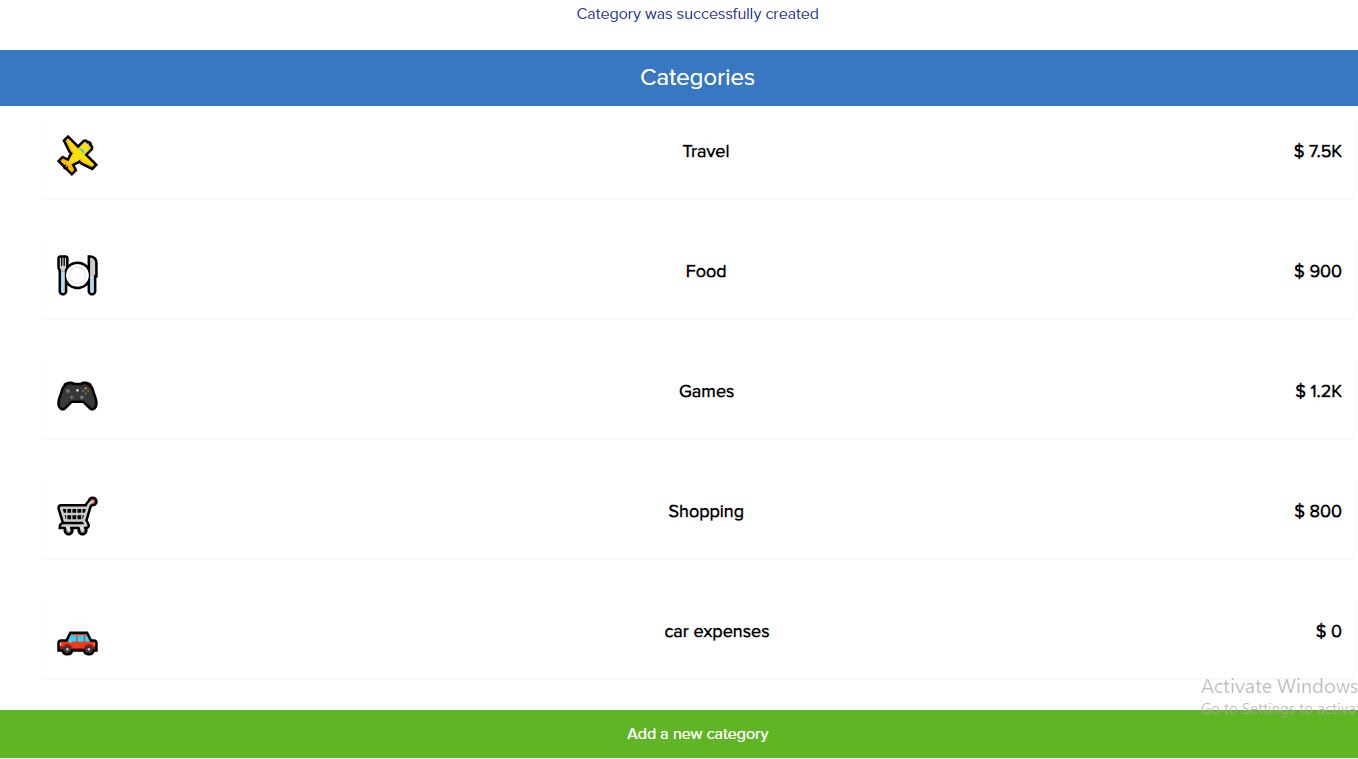 Category was successfully created
Categories
Travel $ 7.5K
Food $ 900
Games $ 1.2K
Shopping $ 800
car expenses $ 0
Activate Windows
Go to Settings to activa
Add a new category